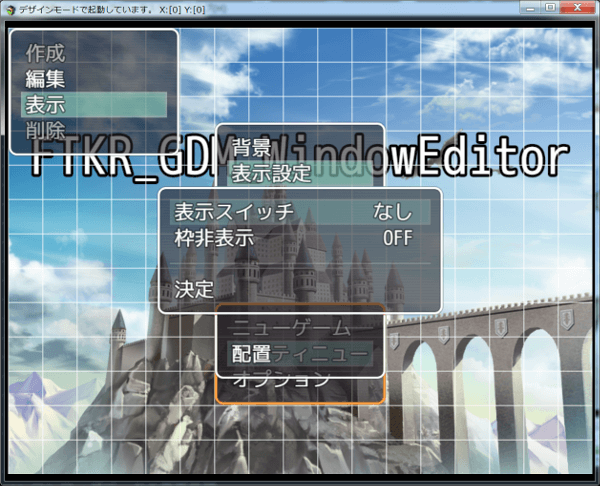 デザインモードで起動しています。 X:[0] Y:[0]
作成
編集
表示
削除
FTKR_GDM_WindowEditor
背景
表示設定
表示スイッチ なし
枠非表示 OFF
決定
ニューゲーム
配置ティニュー
オプション